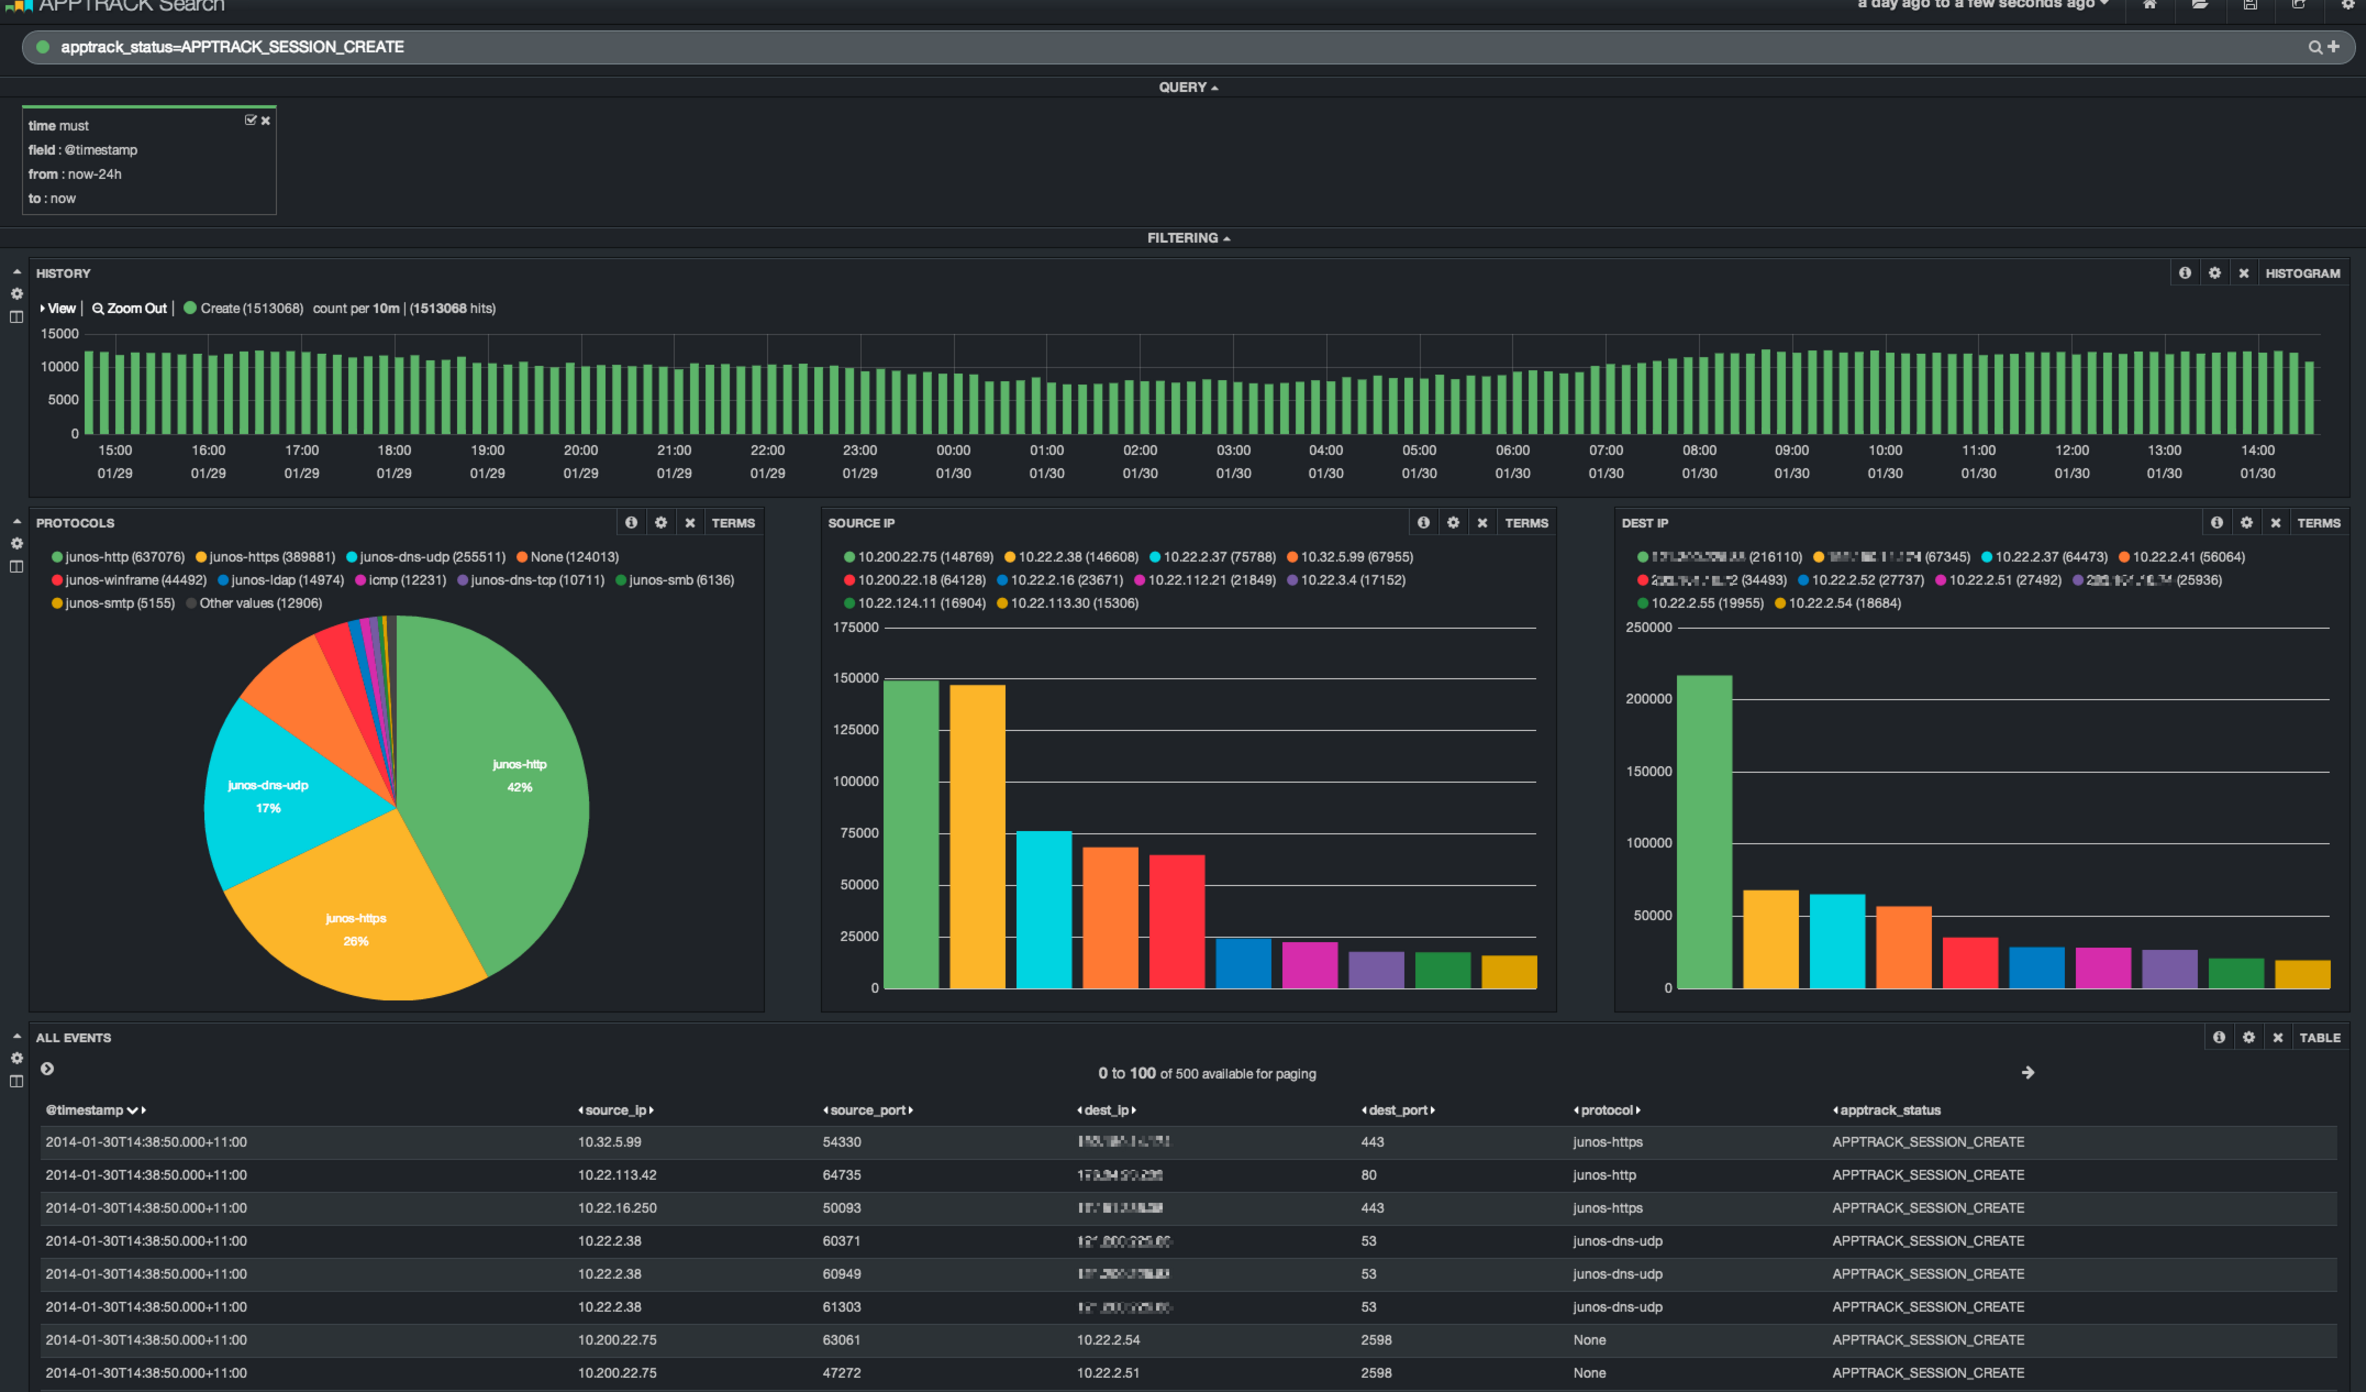 APPTRACK Search
a day ago to a few seconds ago
apptrack_status=APPTRACK_SESSION_CREATE
QUERY
time must
field : @timestamp
from : now-24h
to : now
FILTERING
HISTORY
HISTOGRAM
View | Zoom Out | Create (1513068) count per 10m | (1513068 hits)
15000
10000
5000
0
15:00 16:00 17:00 18:00 19:00 20:00 21:00 22:00 23:00 00:00 01:00 02:00 03:00 04:00 05:00 06:00 07:00 08:00 09:00 10:00 11:00 12:00 13:00 14:00
01/29 01/29 01/29 01/29 01/29 01/29 01/29 01/29 01/29 01/30 01/30 01/30 01/30 01/30 01/30 01/30 01/30 01/30 01/30 01/30 01/30 01/30 01/30 01/30
PROTOCOLS
TERMS
junos-http (637076) junos-https (389881) junos-dns-udp (255511) None (124013)
junos-winframe (44492) junos-ldap (14974) icmp (12231) junos-dns-tcp (10711) junos-smb (6136)
junos-smtp (5155) Other values (12906)
junos-http
42%
junos-dns-udp
17%
junos-https
26%
SOURCE IP
TERMS
10.200.22.75 (148769) 10.22.2.38 (146608) 10.22.2.37 (75788) 10.32.5.99 (67955)
10.200.22.18 (64128) 10.22.2.16 (23671) 10.22.112.21 (21849) 10.22.3.4 (17152)
10.22.124.11 (16904) 10.22.113.30 (15306)
175000
150000
125000
100000
75000
50000
25000
0
DEST IP
TERMS
(216110) (67345) 10.22.2.37 (64473) 10.22.2.41 (56064)
(34493) 10.22.2.52 (27737) 10.22.2.51 (27492) (25936)
10.22.2.55 (19955) 10.22.2.54 (18684)
250000
200000
150000
100000
50000
0
ALL EVENTS
TABLE
0 to 100 of 500 available for paging
@timestamp source_ip source_port dest_ip dest_port protocol apptrack_status
2014-01-30T14:38:50.000+11:00 10.32.5.99 54330 443 junos-https APPTRACK_SESSION_CREATE
2014-01-30T14:38:50.000+11:00 10.22.113.42 64735 80 junos-http APPTRACK_SESSION_CREATE
2014-01-30T14:38:50.000+11:00 10.22.16.250 50093 443 junos-https APPTRACK_SESSION_CREATE
2014-01-30T14:38:50.000+11:00 10.22.2.38 60371 53 junos-dns-udp APPTRACK_SESSION_CREATE
2014-01-30T14:38:50.000+11:00 10.22.2.38 60949 53 junos-dns-udp APPTRACK_SESSION_CREATE
2014-01-30T14:38:50.000+11:00 10.22.2.38 61303 53 junos-dns-udp APPTRACK_SESSION_CREATE
2014-01-30T14:38:50.000+11:00 10.200.22.75 63061 10.22.2.54 2598 None APPTRACK_SESSION_CREATE
2014-01-30T14:38:50.000+11:00 10.200.22.75 47272 10.22.2.51 2598 None APPTRACK_SESSION_CREATE